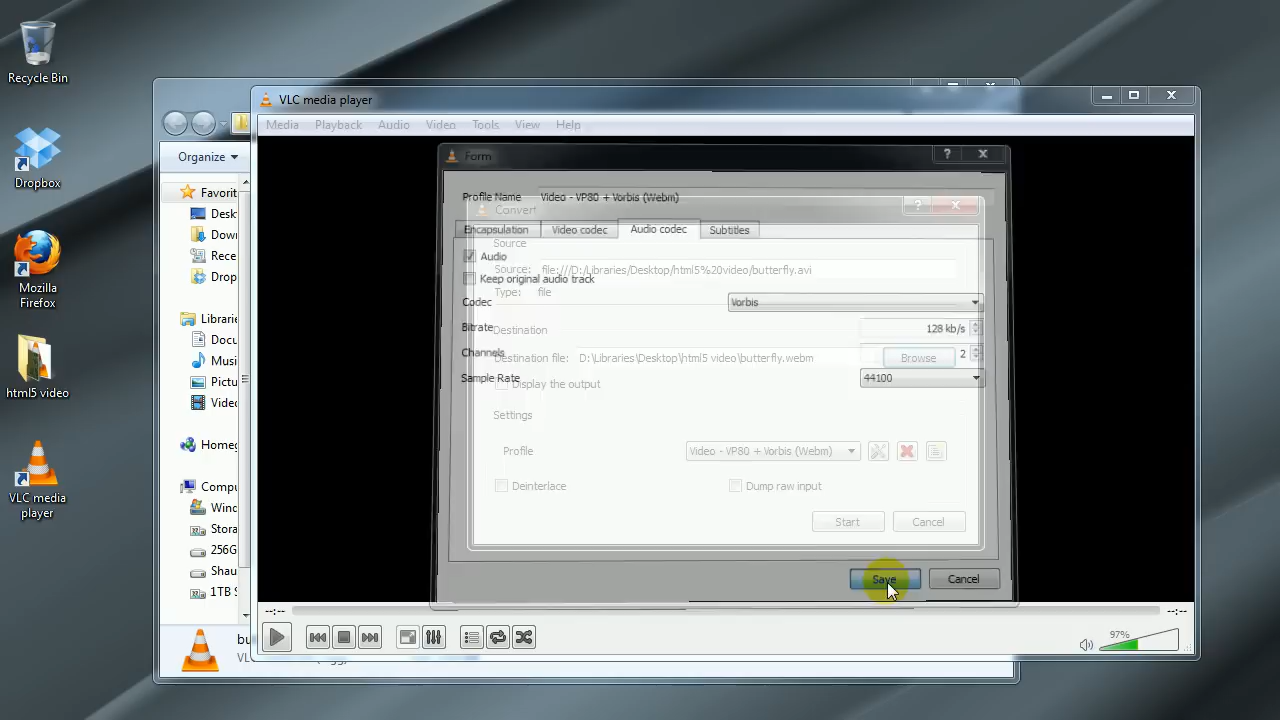 Recycle Bin
Dropbox
Mozilla
Firefox
html5 video
VLC media
player
Organize
Favorit
Desk
Down
Rece
Drop
Librarie
Docu
Musi
Pictu
Video
Homeg
Compu
Wind
Stora
256G
Shau
1TB S
bu
VLC media player
Media Playback Audio Video Tools View Help
Form
Profile Name Video - VP80 + Vorbis (Webm)
Convert
Encapsulation Video codec Audio codec Subtitles
Source
Audio
Source: file:///D:/Libraries/Desktop/html5%20video/butterfly.avi
Keep original audio track
Type: file
Codec Vorbis
Bitrate 128 kb/s
Destination
Channels 2
Destination file: D:\Libraries\Desktop\html5 video\butterfly.webm Browse
Sample Rate 44100
Display the output
Settings
Profile Video - VP80 + Vorbis (Webm)
Deinterlace Dump raw input
Start Cancel
Save Cancel
--:-- --:--
97%